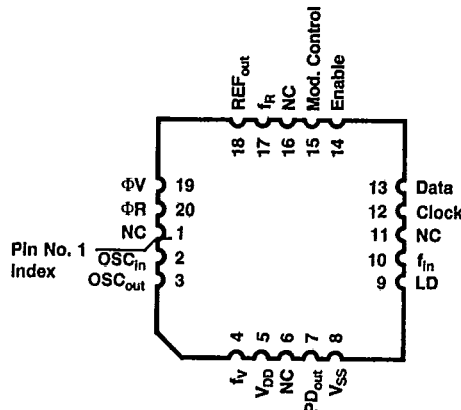 REFout
fR
NC
Mod. Control
Enable
18 17 16 15 14
ΦV 19
ΦR 20
NC 1
Pin No. 1
Index
OSCin 2
OSCout 3
13 Data
12 Clock
11 NC
10 fin
9 LD
4 5 6 7 8
fV
VDD
NC
PDout
VSS